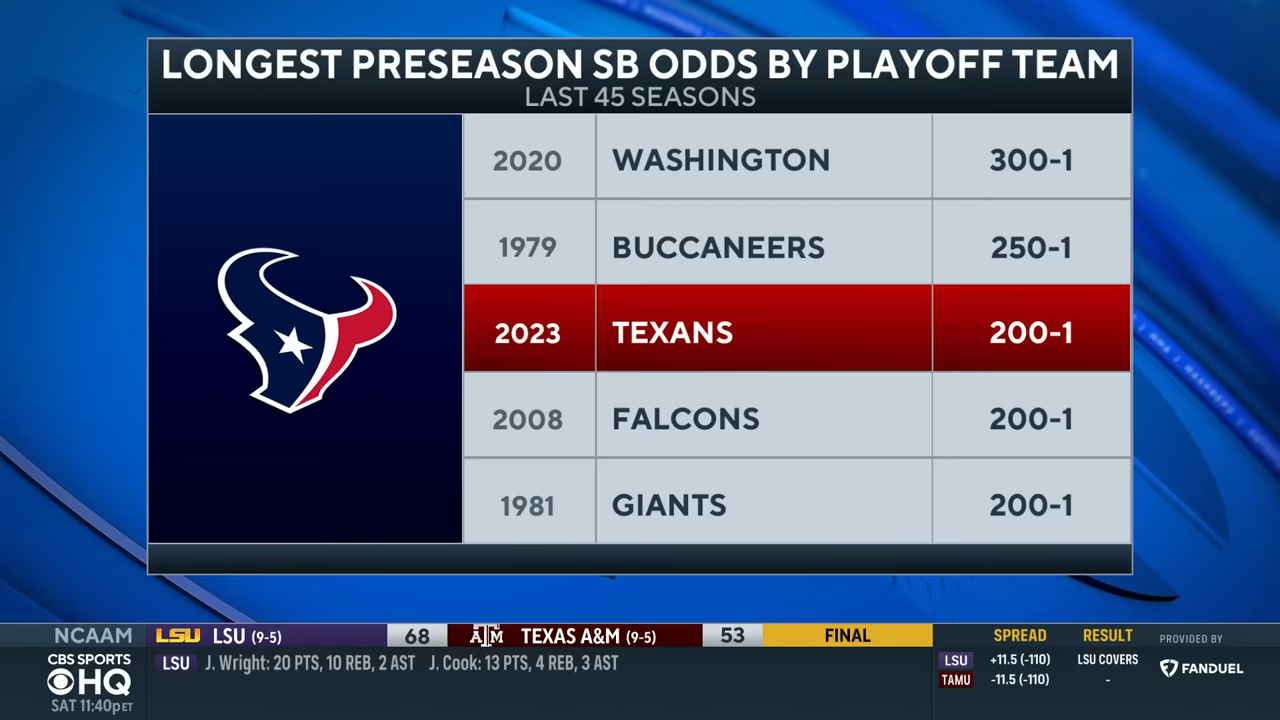 LONGEST PRESEASON SB ODDS BY PLAYOFF TEAM
LAST 45 SEASONS
2020 WASHINGTON 300-1
1979 BUCCANEERS 250-1
2023 TEXANS 200-1
2008 FALCONS 200-1
1981 GIANTS 200-1
NCAAM LSU LSU (9-5) 68 ATM TEXAS A&M (9-5) 53 FINAL
SPREAD RESULT PROVIDED BY
CBS SPORTS HQ
SAT 11:40pET
LSU J. Wright: 20 PTS, 10 REB, 2 AST J. Cook: 13 PTS, 4 REB, 3 AST
LSU +11.5 (-110) LSU COVERS
TAMU -11.5 (-110) -
FANDUEL